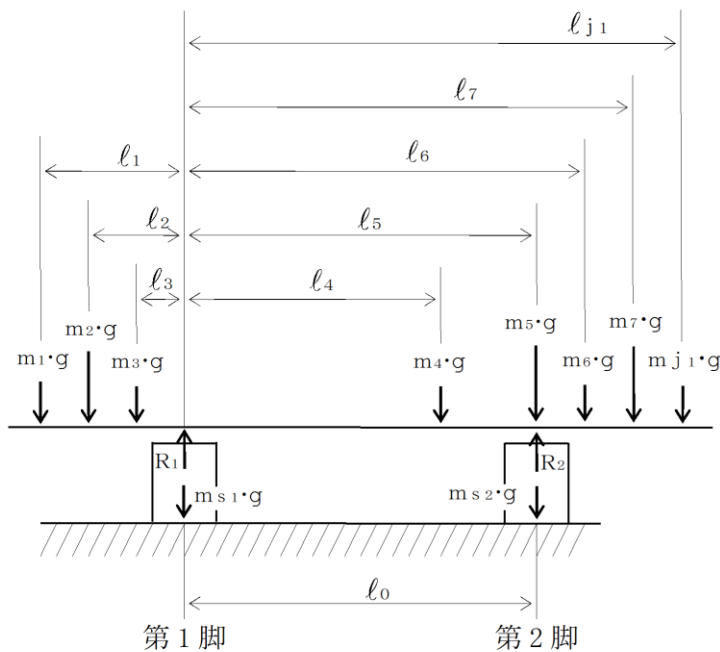 ℓj1
ℓ7
ℓ1 ℓ6
ℓ2 ℓ5
ℓ3 ℓ4
m1・g m2・g m3・g m4・g m5・g m6・g m7・g mj1・g
R1 R2
ms1・g ms2・g
ℓ0
第1脚 第2脚